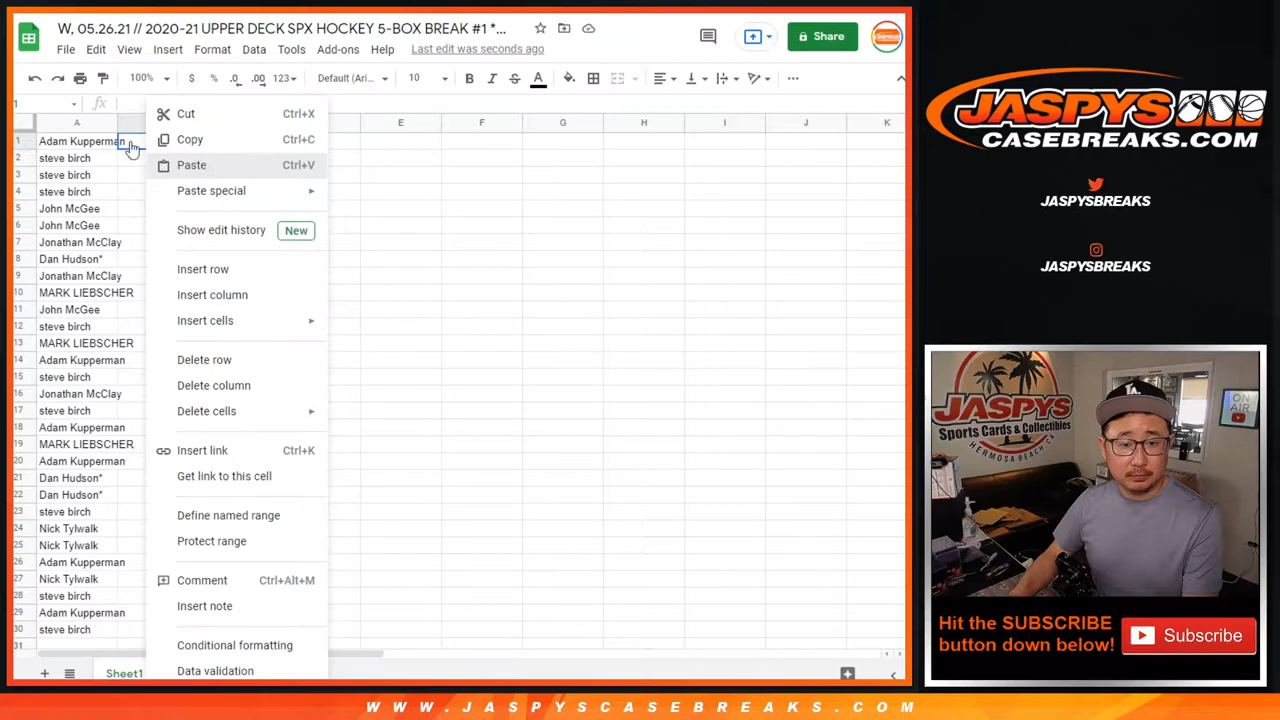 W, 05.26.21 // 2020-21 UPPER DECK SPX HOCKEY 5-BOX BREAK #1 *...
File Edit View Insert Format Data Tools Add-ons Help Last edit was seconds ago
Share
100% $ % .0 .00 123 Default (Ari... 10 B I S A
1 fx
A E F G H I J K
1 Adam Kupperman
2 steve birch
3 steve birch
4 steve birch
5 John McGee
6 John McGee
7 Jonathan McClay
8 Dan Hudson*
9 Jonathan McClay
10 MARK LIEBSCHER
11 John McGee
12 steve birch
13 MARK LIEBSCHER
14 Adam Kupperman
15 steve birch
16 Jonathan McClay
17 steve birch
18 Adam Kupperman
19 MARK LIEBSCHER
20 Adam Kupperman
21 Dan Hudson*
22 Dan Hudson*
23 steve birch
24 Nick Tylwalk
25 Nick Tylwalk
26 Adam Kupperman
27 Nick Tylwalk
28 steve birch
29 Adam Kupperman
30 steve birch
31
Cut Ctrl+X
Copy Ctrl+C
Paste Ctrl+V
Paste special
Show edit history New
Insert row
Insert column
Insert cells
Delete row
Delete column
Delete cells
Insert link Ctrl+K
Get link to this cell
Define named range
Protect range
Comment Ctrl+Alt+M
Insert note
Conditional formatting
Data validation
Sheet1
JASPYS
CASEBREAKS.COM
JASPYSBREAKS
JASPYSBREAKS
JASPYS
Sports Cards & Collectibles
HERMOSA BEACH, CA
ON AIR
LA
Hit the SUBSCRIBE
button down below!
Subscribe
WWW.JASPYSCASEBREAKS.COM